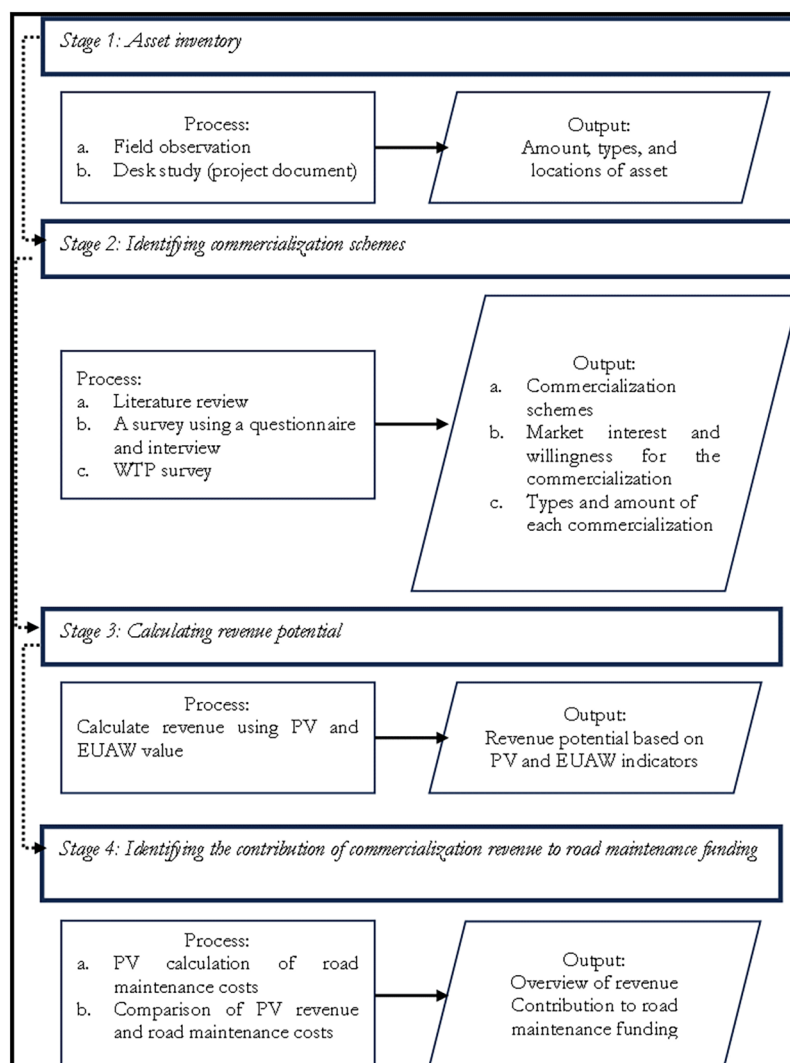 Stage 1: Asset inventory
Process:
a. Field observation
b. Desk study (project document)
Output:
Amount, types, and
locations of asset
Stage 2: Identifying commercialization schemes
Process:
a. Literature review
b. A survey using a questionnaire
and interview
c. WTP survey
Output:
a. Commercialization
schemes
b. Market interest and
willingness for the
commercialization
c. Types and amount of
each commercialization
Stage 3: Calculating revenue potential
Process:
Calculate revenue using PV and
EUAW value
Output:
Revenue potential based on
PV and EUAW indicators
Stage 4: Identifying the contribution of commercialization revenue to road maintenance funding
Process:
a. PV calculation of road
maintenance costs
b. Comparison of PV revenue
and road maintenance costs
Output:
Overview of revenue
Contribution to road
maintenance funding